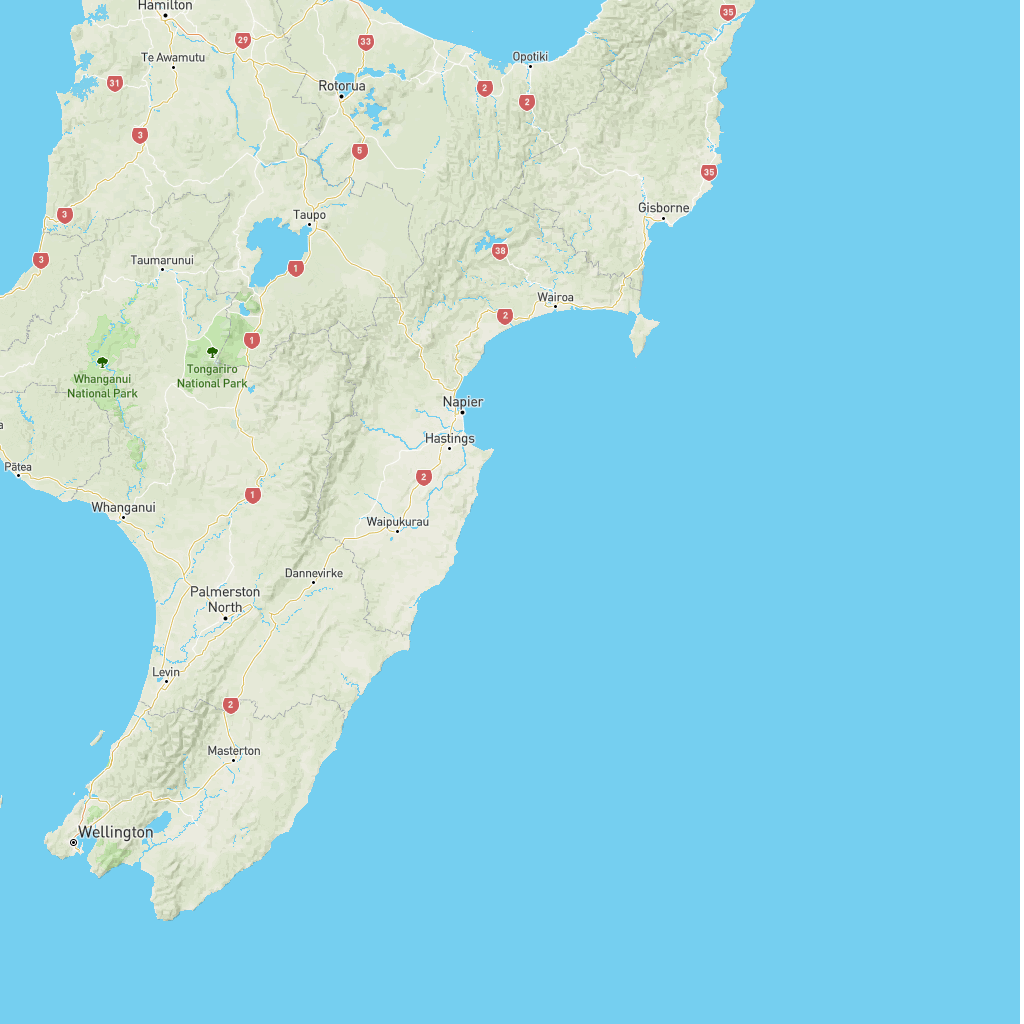 Hamilton
35
29
33
Te Awamutu
Opotiki
31
Rotorua
2
2
3
5
35
3
Gisborne
Taupo
38
3
Taumarunui
1
Wairoa
2
1
Tongariro
National Park
Whanganui
National Park
Napier
a
Hastings
Pātea
2
1
Whanganui
Waipukurau
Dannevirke
Palmerston
North
Levin
2
Masterton
Wellington